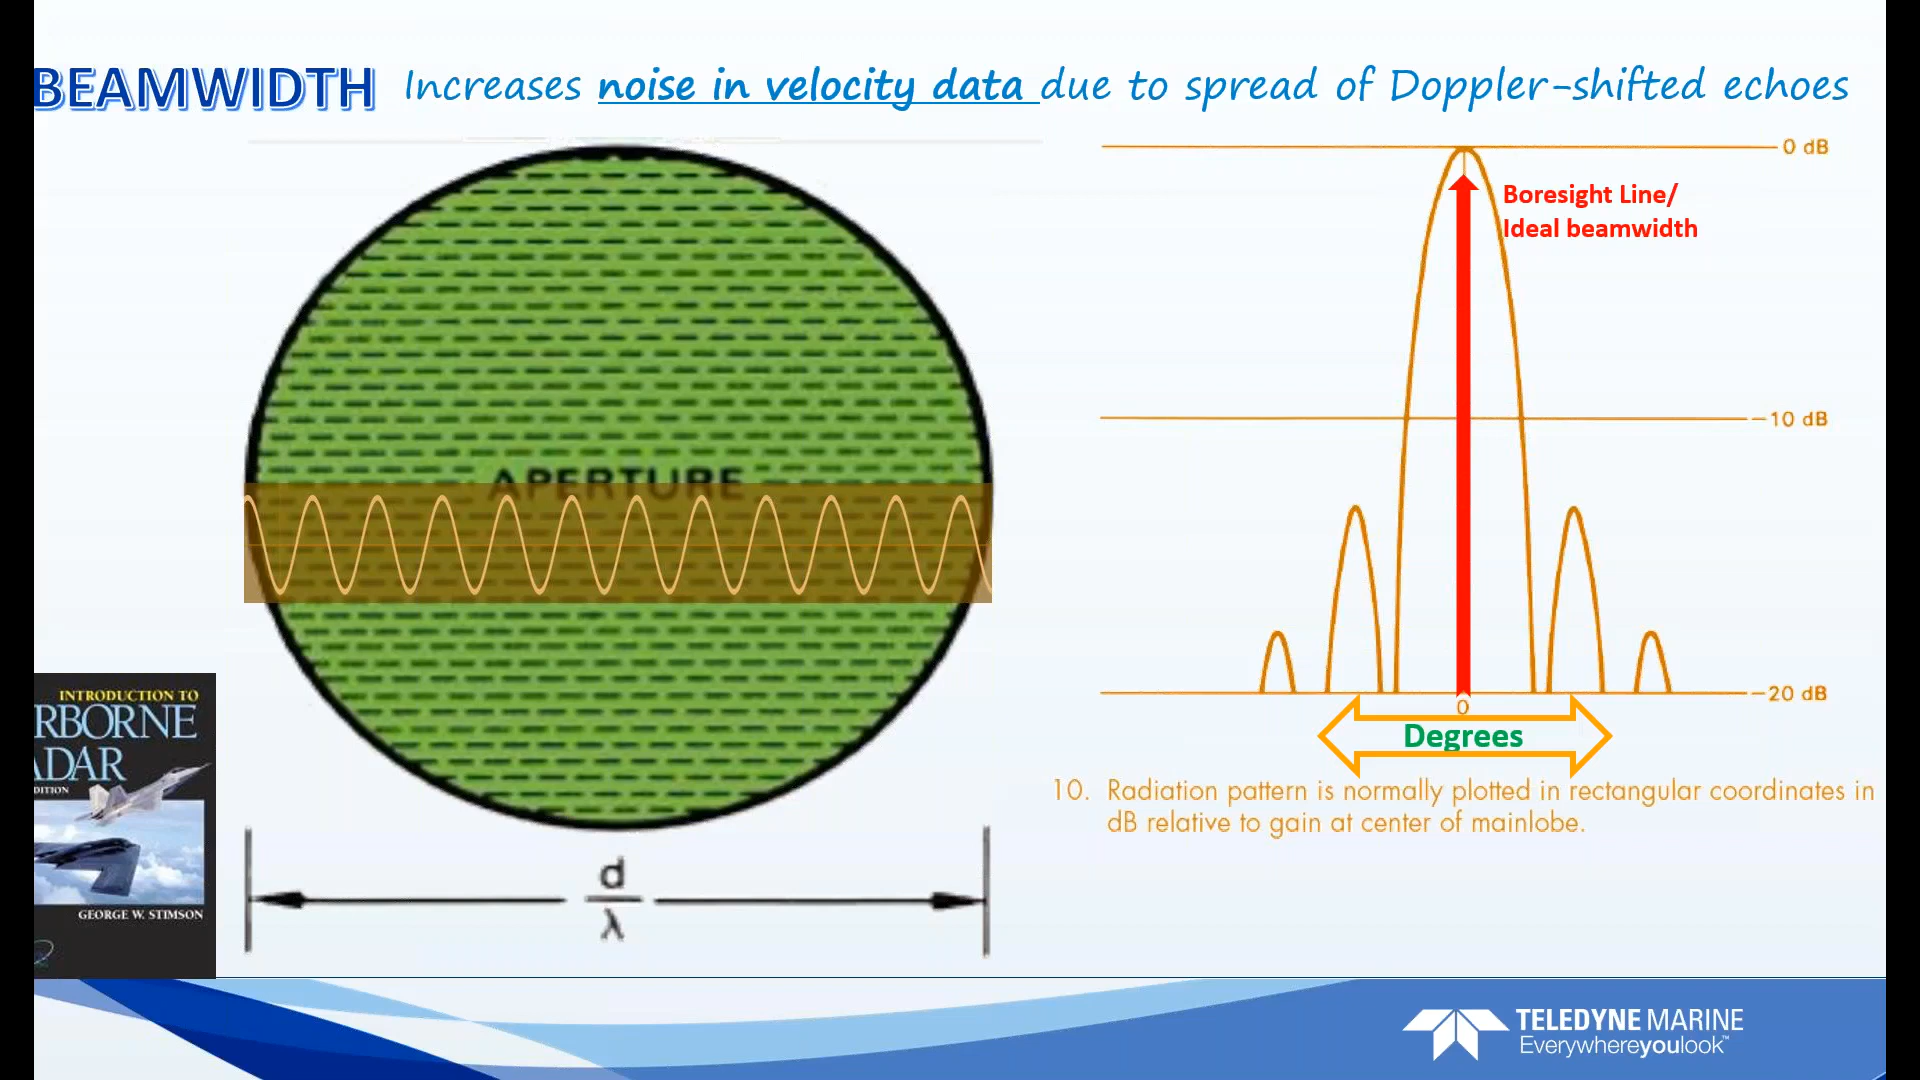 BEAMWIDTH Increases noise in velocity data due to spread of Doppler-shifted echoes
0 dB
Boresight Line/
Ideal beamwidth
−10 dB
APERTURE
−20 dB
0
Degrees
10. Radiation pattern is normally plotted in rectangular coordinates in
dB relative to gain at center of mainlobe.
INTRODUCTION TO
RBORNE
ADAR
DITION
GEORGE W. STIMSON
d
λ
TELEDYNE MARINE
Everywhereyoulook™